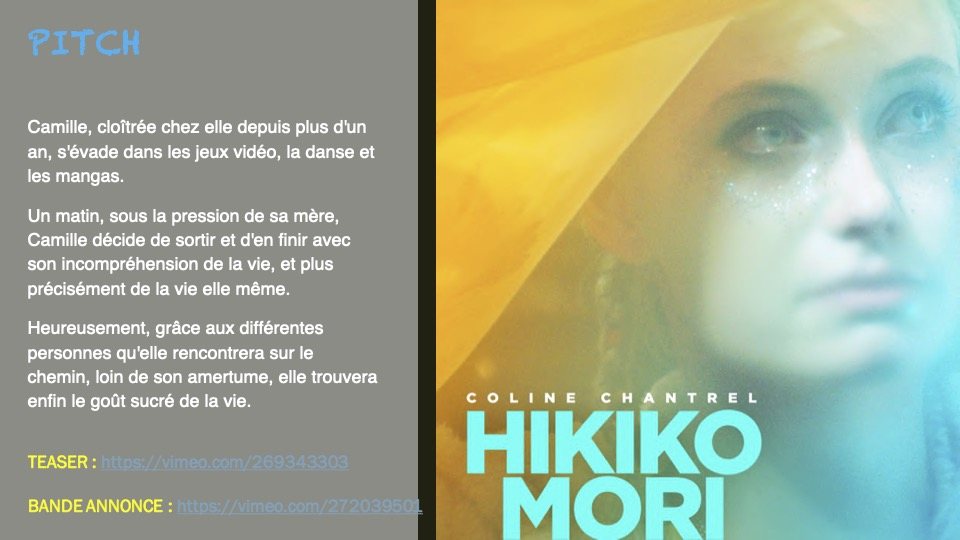 PITCH
Camille, cloîtrée chez elle depuis plus d'un
an, s'évade dans les jeux vidéo, la danse et
les mangas.
Un matin, sous la pression de sa mère,
Camille décide de sortir et d'en finir avec
son incompréhension de la vie, et plus
précisément de la vie elle même.
Heureusement, grâce aux différentes
personnes qu'elle rencontrera sur le
chemin, loin de son amertume, elle trouvera
enfin le goût sucré de la vie.
TEASER : https://vimeo.com/269343303
BANDE ANNONCE : https://vimeo.com/272039501
COLINE CHANTREL
HIKIKO
MORI